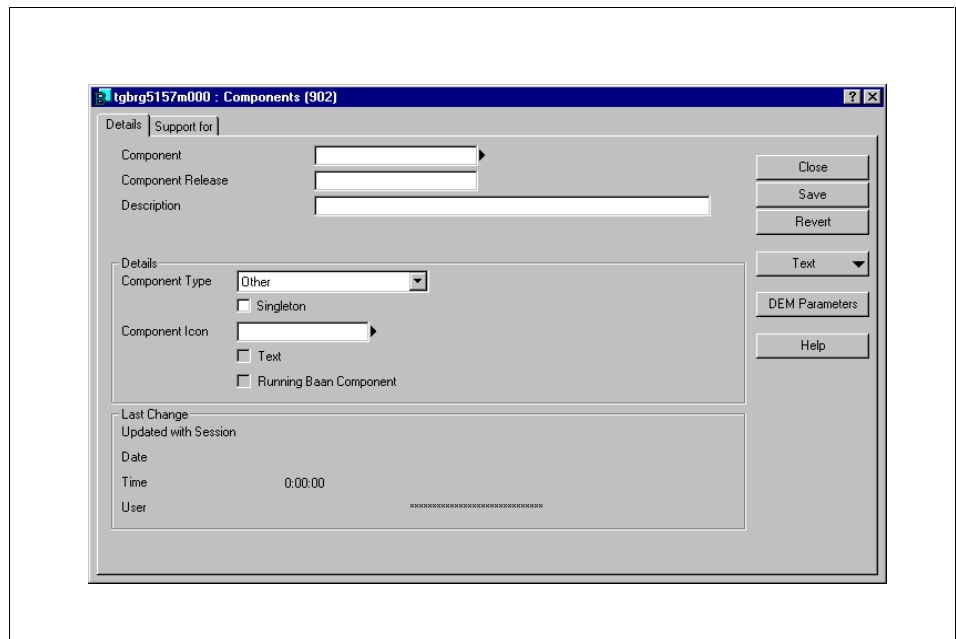 tgbrg5157m000 : Components (902)
Details Support for
Component
Component Release
Description
Close
Save
Revert
Text
DEM Parameters
Help
Details
Component Type Other
Singleton
Component Icon
Text
Running Baan Component
Last Change
Updated with Session
Date
Time 0:00:00
User